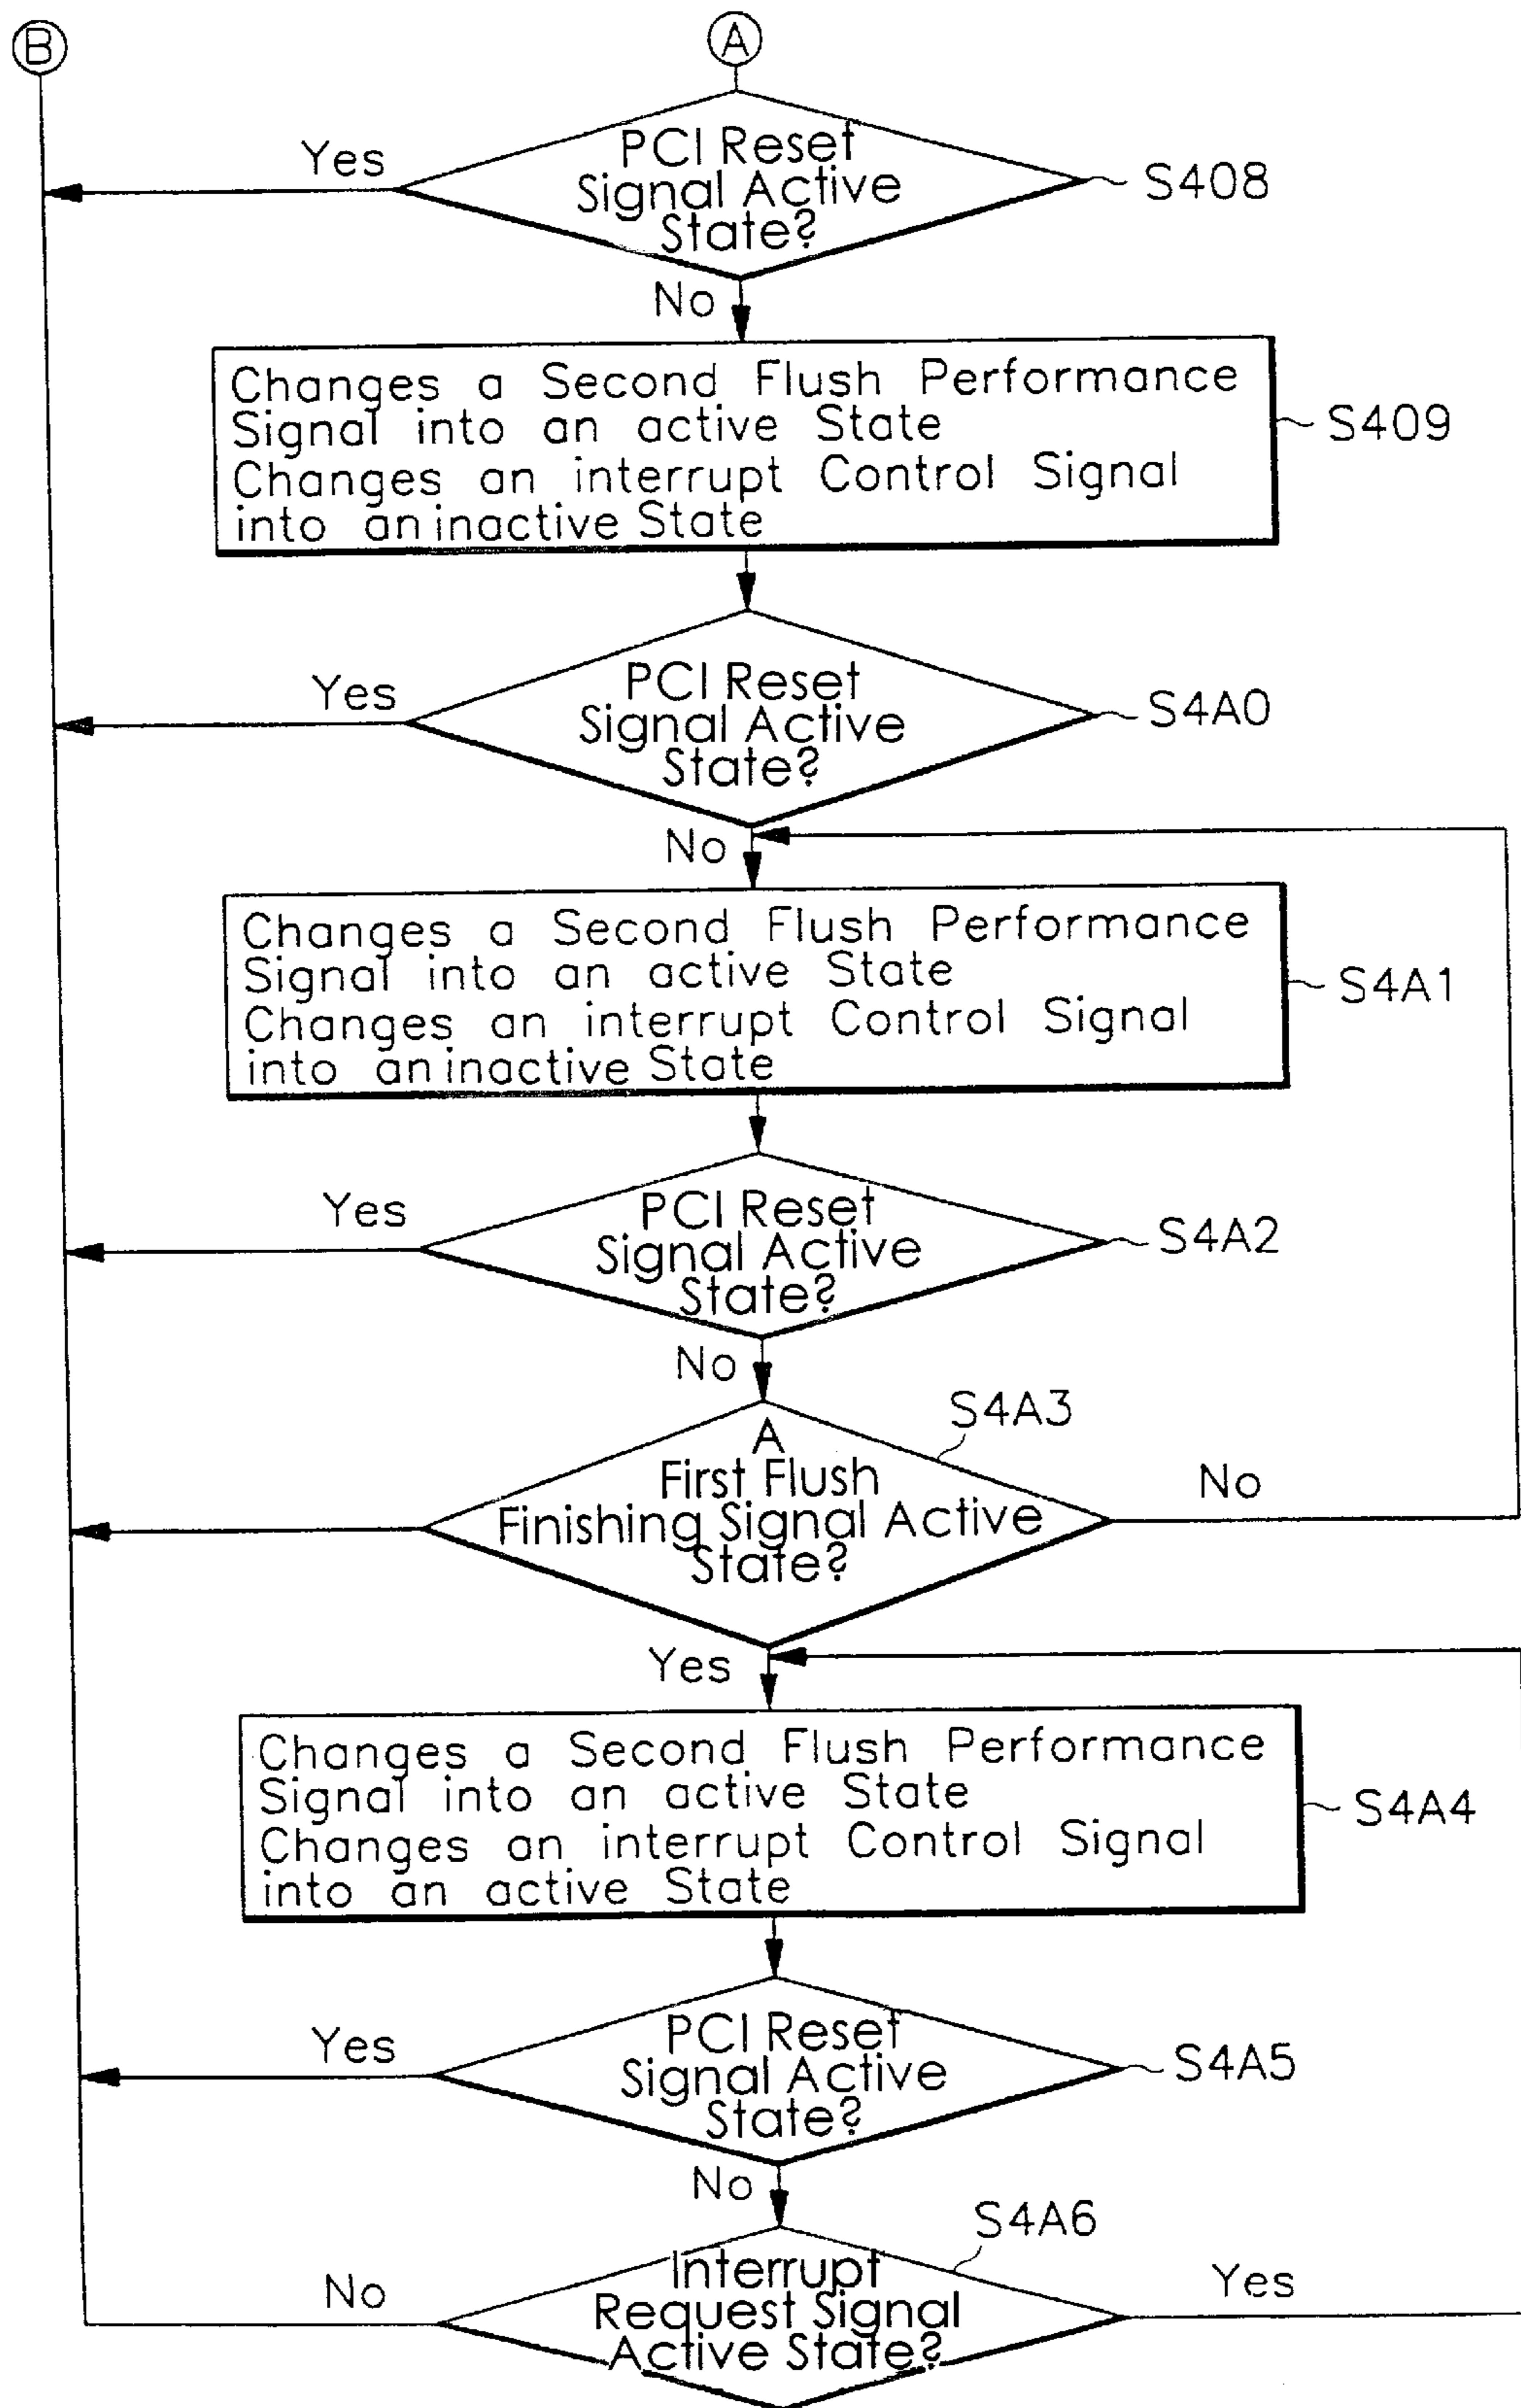 B
A
Yes
PCI Reset
Signal Active
State?
S408
No
Changes a Second Flush Performance
Signal into an active State
Changes an interrupt Control Signal
into an inactive State
S409
Yes
PCI Reset
Signal Active
State?
S4A0
No
Changes a Second Flush Performance
Signal into an active State
Changes an interrupt Control Signal
into an inactive State
S4A1
Yes
PCI Reset
Signal Active
State?
S4A2
No
S4A3
A
First Flush
Finishing Signal Active
State?
No
Yes
Changes a Second Flush Performance
Signal into an active State
Changes an interrupt Control Signal
into an active State
S4A4
Yes
PCI Reset
Signal Active
State?
S4A5
No
S4A6
No
Interrupt
Request Signal
Active State?
Yes